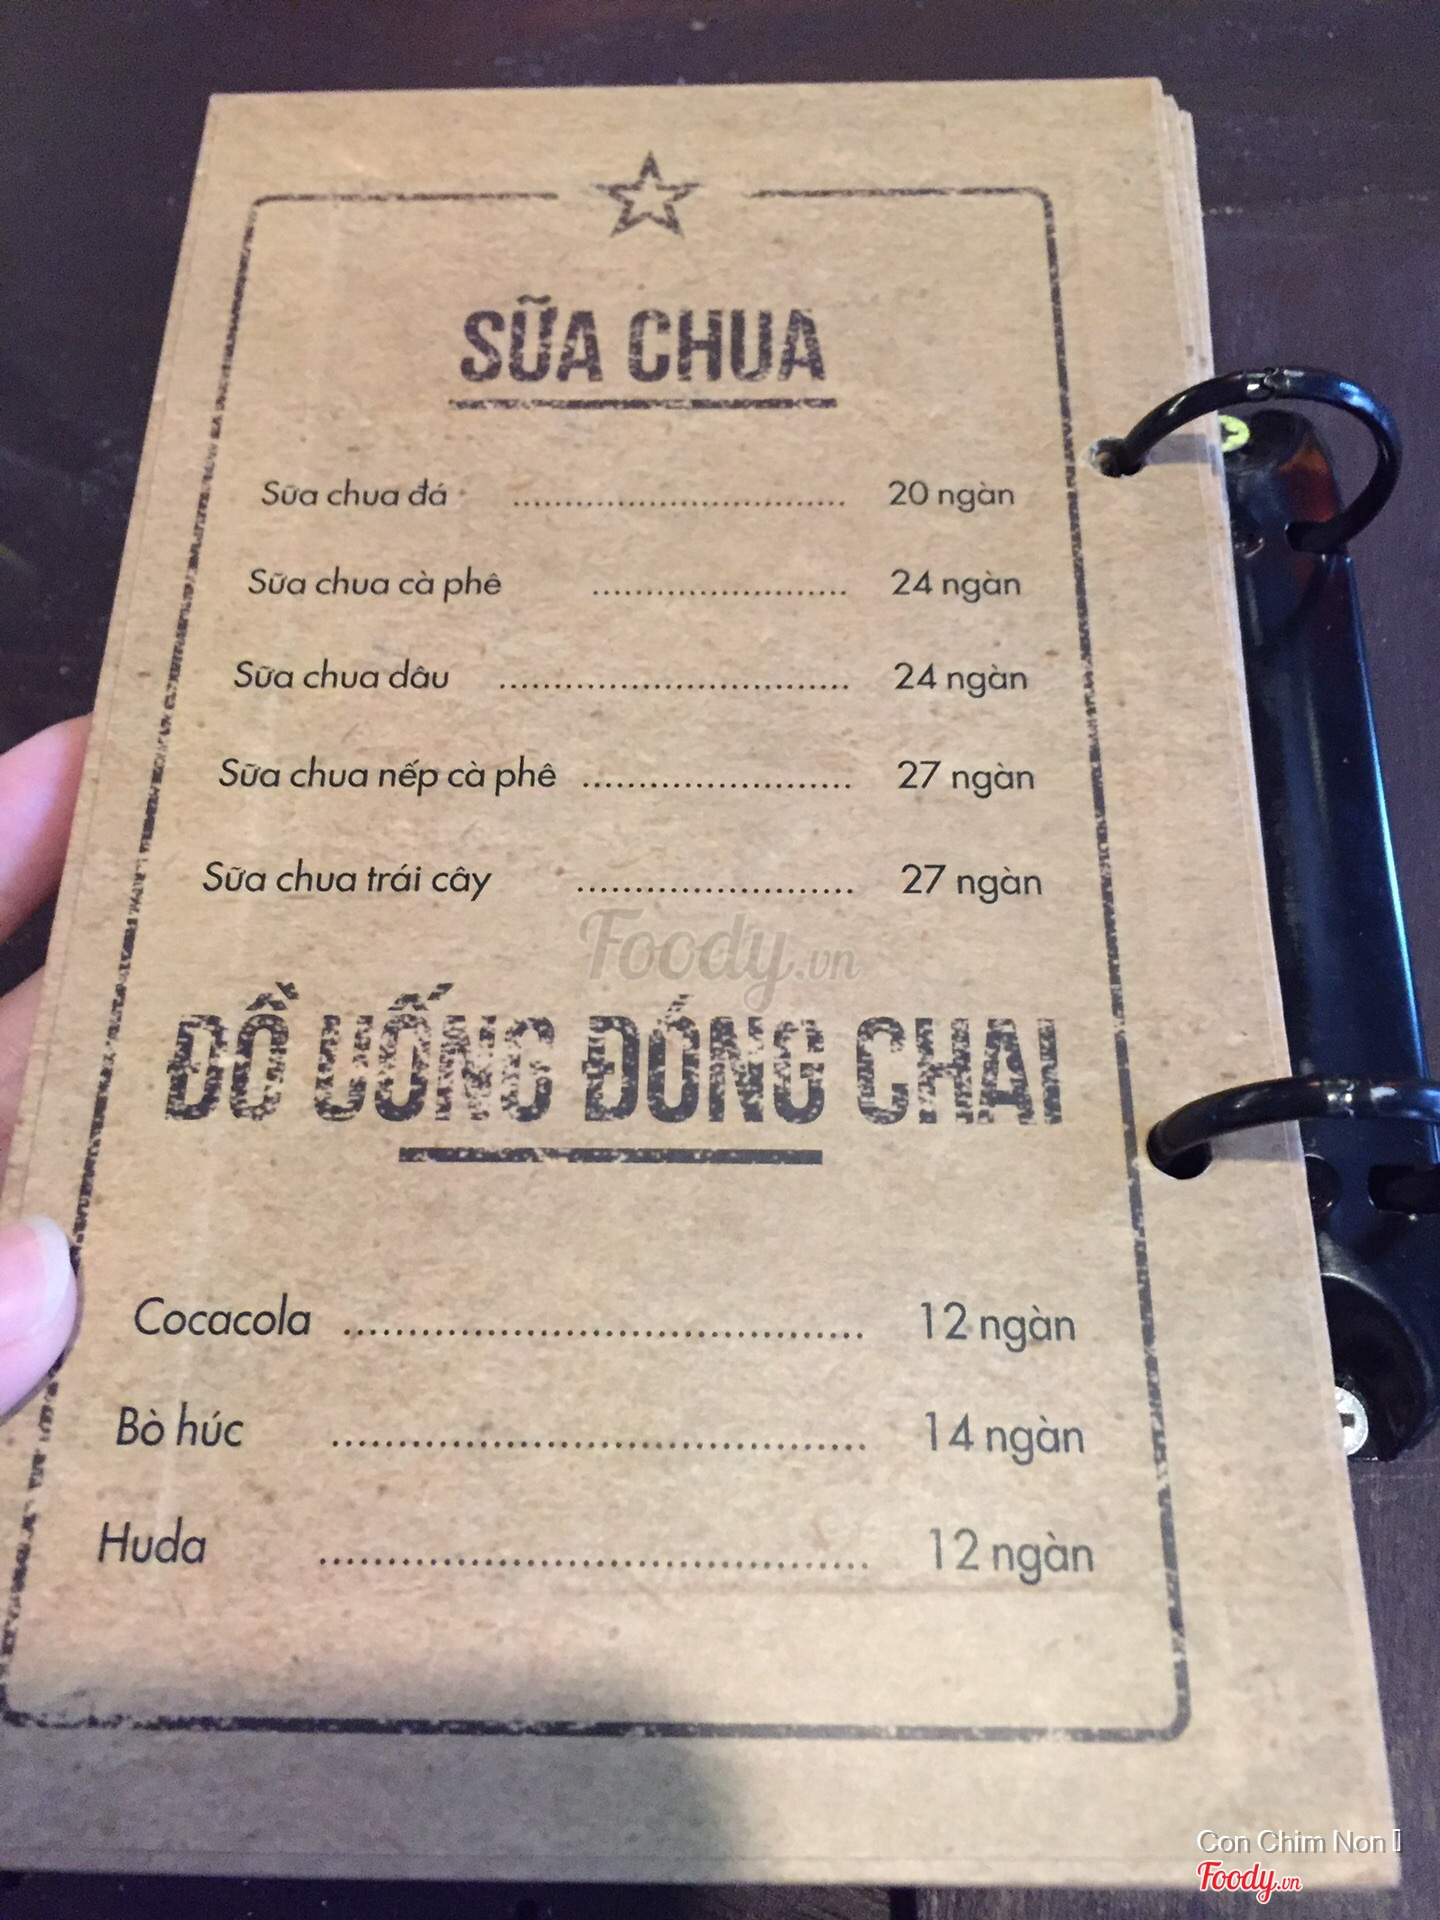 SỮA CHUA
Sữa chua đá ................................ 20 ngàn
Sữa chua cà phê ........................ 24 ngàn
Sữa chua dâu ................................ 24 ngàn
Sữa chua nếp cà phê ........................ 27 ngàn
Sữa chua trái cây ........................ 27 ngàn
Foody.vn
ĐỒ UỐNG ĐÓNG CHAI
Cocacola ........................................ 12 ngàn
Bò húc ........................................ 14 ngàn
Huda ........................................ 12 ngàn
Con Chim Non
Foody.vn